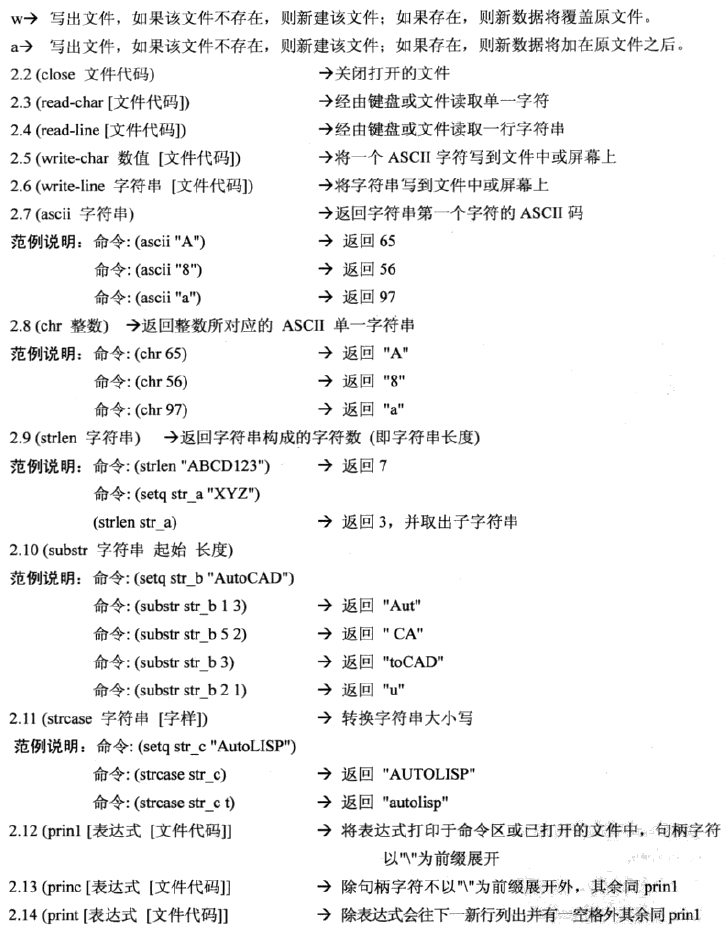 w→ 写出文件，如果该文件不存在，则新建该文件；如果存在，则新数据将覆盖原文件。
a→ 写出文件，如果该文件不存在，则新建该文件；如果存在，则新数据将加在原文件之后。
2.2 (close 文件代码) →关闭打开的文件
2.3 (read-char [文件代码]) →经由键盘或文件读取单一字符
2.4 (read-line [文件代码]) →经由键盘或文件读取一行字符串
2.5 (write-char 数值 [文件代码]) →将一个 ASCII 字符写到文件中或屏幕上
2.6 (write-line 字符串 [文件代码]) →将字符串写到文件中或屏幕上
2.7 (ascii 字符串) →返回字符串第一个字符的 ASCII 码
范例说明：命令: (ascii "A") → 返回 65
命令: (ascii "8") → 返回 56
命令: (ascii "a") → 返回 97
2.8 (chr 整数) →返回整数所对应的 ASCII 单一字符串
范例说明：命令: (chr 65) → 返回 "A"
命令: (chr 56) → 返回 "8"
命令: (chr 97) → 返回 "a"
2.9 (strlen 字符串) →返回字符串构成的字符数 (即字符串长度)
范例说明：命令: (strlen "ABCD123") → 返回 7
命令: (setq str_a "XYZ")
(strlen str_a) → 返回 3，并取出子字符串
2.10 (substr 字符串 起始 长度)
范例说明：命令: (setq str_b "AutoCAD")
命令: (substr str_b 1 3) → 返回 "Aut"
命令: (substr str_b 5 2) → 返回 " CA"
命令: (substr str_b 3) → 返回 "toCAD"
命令: (substr str_b 2 1) → 返回 "u"
2.11 (strcase 字符串 [字样]) → 转换字符串大小写
范例说明：命令: (setq str_c "AutoLISP")
命令: (strcase str_c) → 返回 "AUTOLISP"
命令: (strcase str_c t) → 返回 "autolisp"
2.12 (prin1 [表达式 [文件代码]] → 将表达式打印于命令区或已打开的文件中，句柄字符
以"\"为前缀展开
2.13 (princ [表达式 [文件代码]] → 除句柄字符不以"\"为前缀展开外，其余同 prin1
2.14 (print [表达式 [文件代码]] → 除表达式会往下一新行列出并有一空格外其余同 prin1